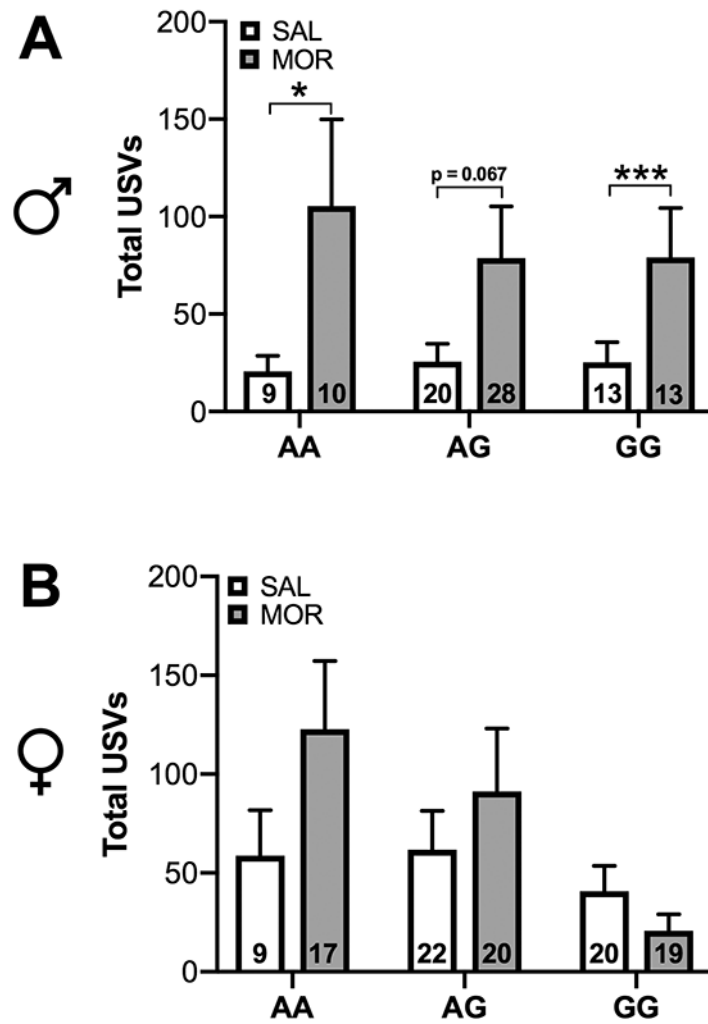 A
200
SAL
MOR
*
150
p = 0.067
***
100
Total USVs
50
9
10
20
28
13
13
0
AA
AG
GG
B
200
SAL
MOR
150
100
Total USVs
50
9
17
22
20
20
19
0
AA
AG
GG